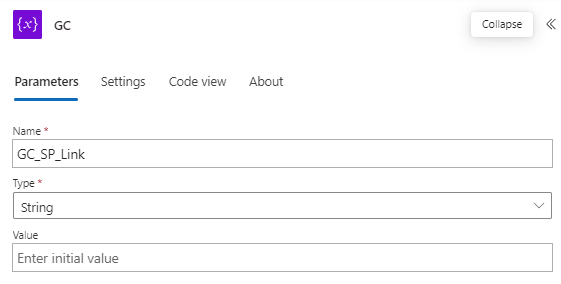 {x} GC Collapse
Parameters Settings Code view About
Name *
GC_SP_Link
Type *
String
Value
Enter initial value